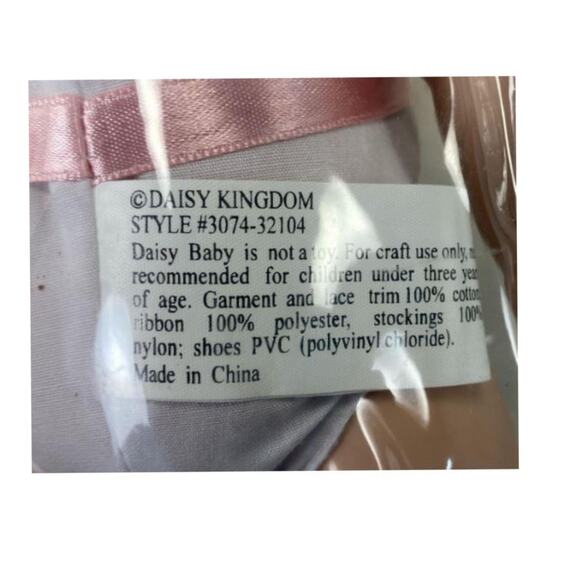 ©DAISY KINGDOM
STYLE #3074-32104
Daisy Baby is not a toy. For craft use only,
recommended for children under three
of age. Garment and lace trim 100% cotton
ribbon 100% polyester, stockings 100%
nylon; shoes PVC (polyvinyl chloride).
Made in China